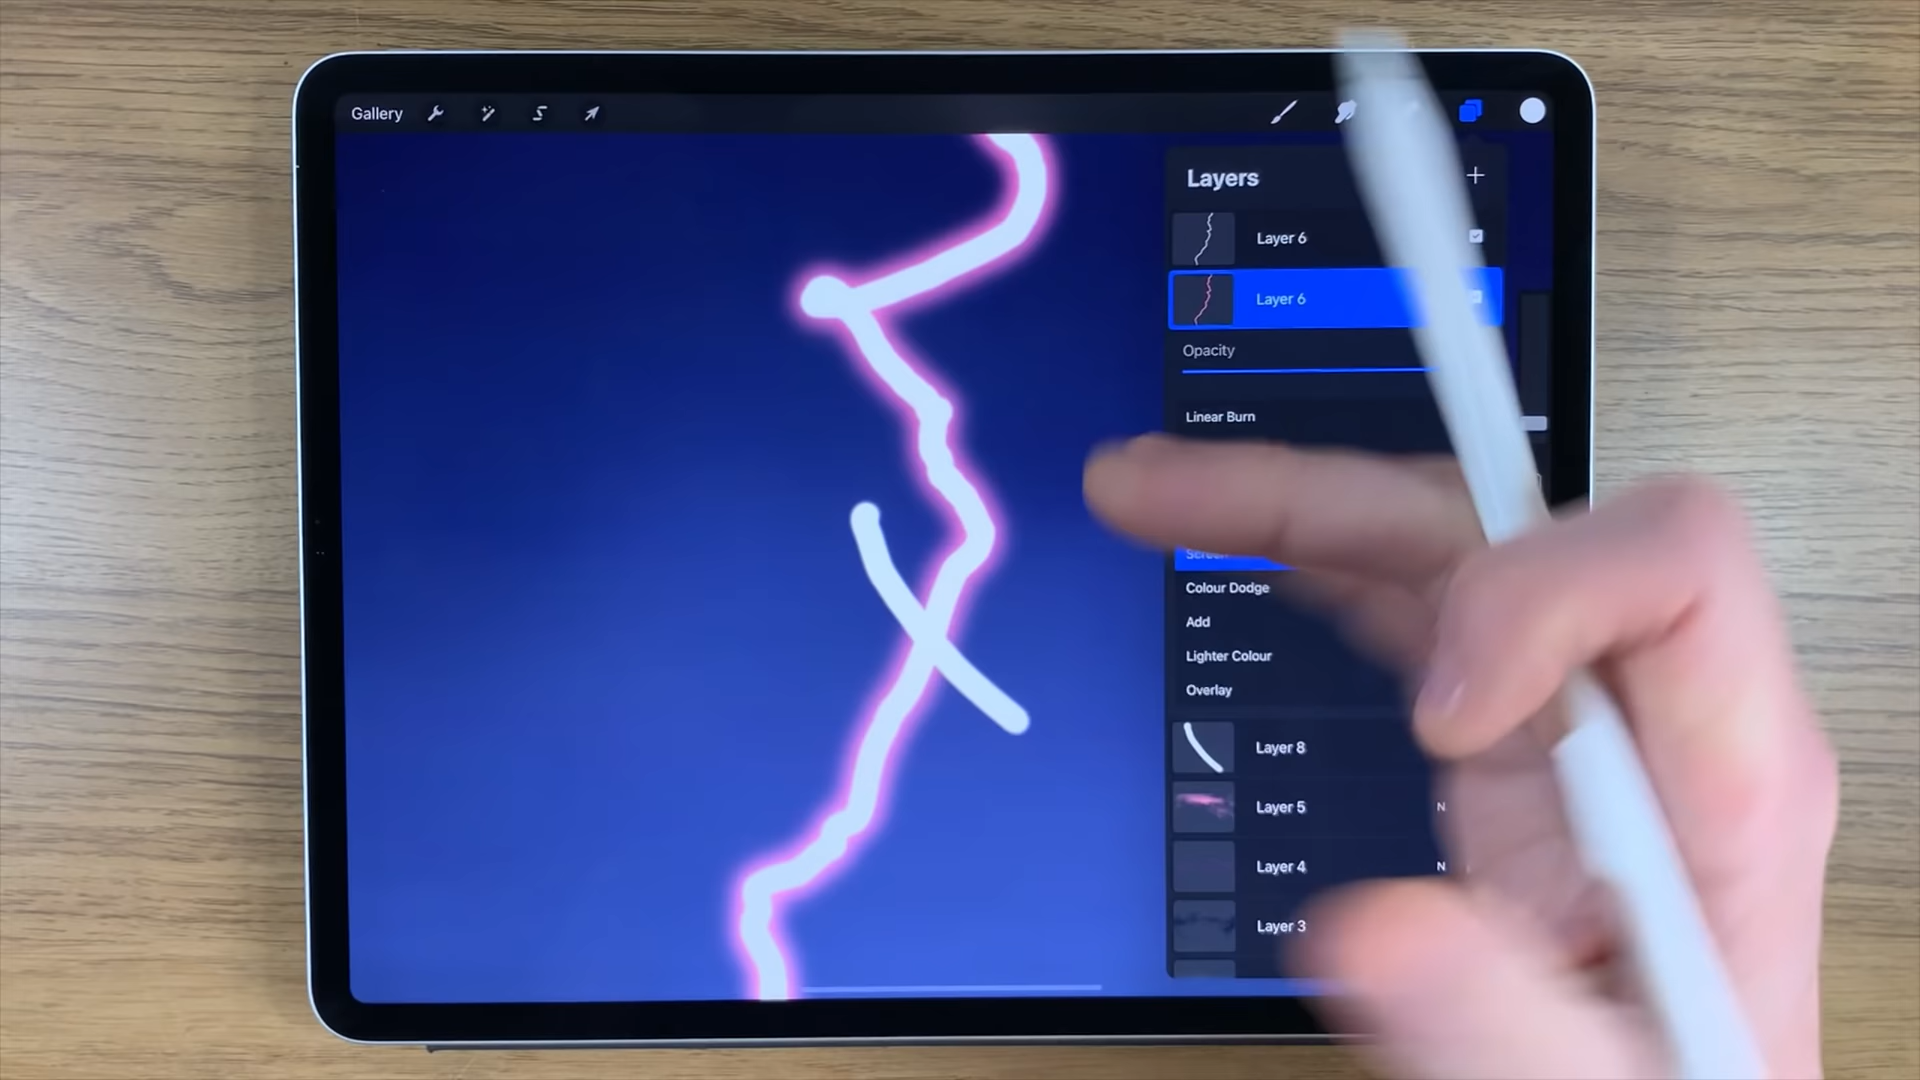 Gallery
Layers
Layer 6
Layer 6
Opacity
Linear Burn
Screen
Colour Dodge
Add
Lighter Colour
Overlay
Layer 8
Layer 5
N
Layer 4
N
Layer 3